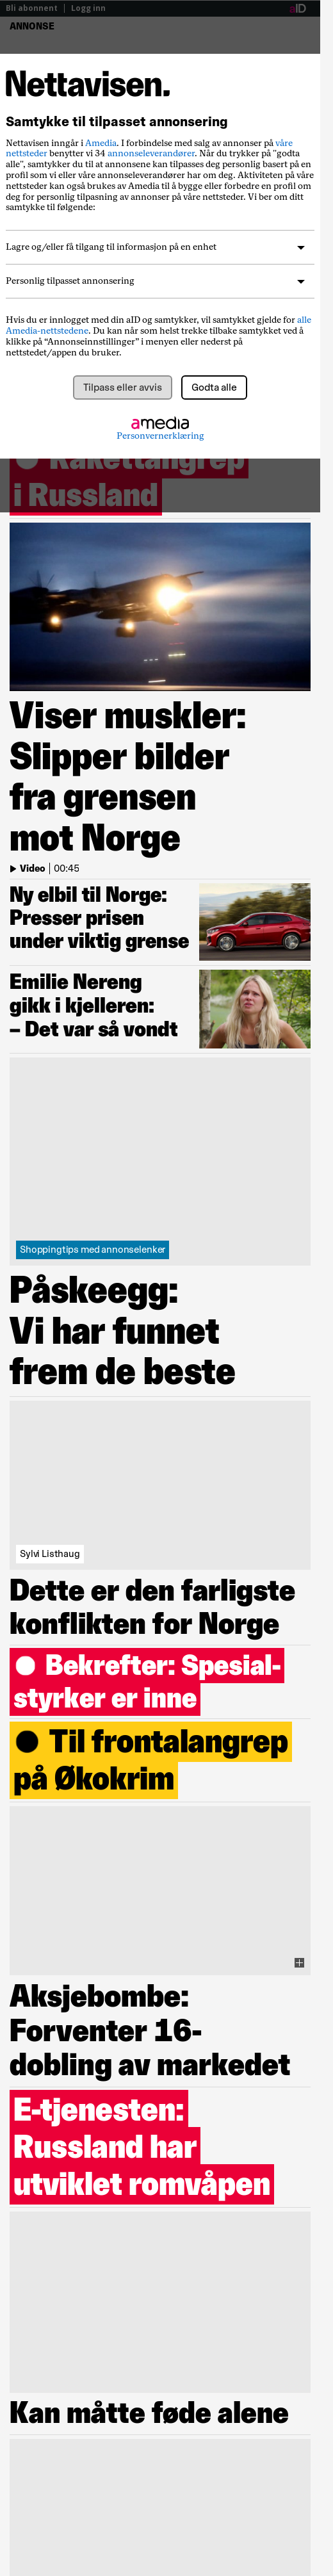 Bli abonnent | Logg inn
aID
ANNONSE
Nettavisen.
Samtykke til tilpasset annonsering
Nettavisen inngår i Amedia. I forbindelse med salg av annonser på våre
nettsteder benytter vi 34 annonseleverandører. Når du trykker på "godta
alle", samtykker du til at annonsene kan tilpasses deg personlig basert på en
profil som vi eller våre annonseleverandører har om deg. Aktiviteten på våre
nettsteder kan også brukes av Amedia til å bygge eller forbedre en profil om
deg for personlig tilpasning av annonser på våre nettsteder. Vi ber om ditt
samtykke til følgende:
Lagre og/eller få tilgang til informasjon på en enhet
Personlig tilpasset annonsering
Hvis du er innlogget med din aID og samtykker, vil samtykket gjelde for alle
Amedia-nettstedene. Du kan når som helst trekke tilbake samtykket ved å
klikke på “Annonseinnstillinger” i menyen eller nederst på
nettstedet/appen du bruker.
Tilpass eller avvis
Godta alle
amedia
Personvernerklæring
Rakettangrep
i Russland
Viser muskler:
Slipper bilder
fra grensen
mot Norge
Video | 00:45
Ny elbil til Norge:
Presser prisen
under viktig grense
Emilie Nereng
gikk i kjelleren:
– Det var så vondt
Shoppingtips med annonselenker
Påskeegg:
Vi har funnet
frem de beste
Sylvi Listhaug
Dette er den farligste
konflikten for Norge
Bekrefter: Spesial-
styrker er inne
Til frontalangrep
på Økokrim
Aksjebombe:
Forventer 16-
dobling av markedet
E-tjenesten:
Russland har
utviklet romvåpen
Kan måtte føde alene